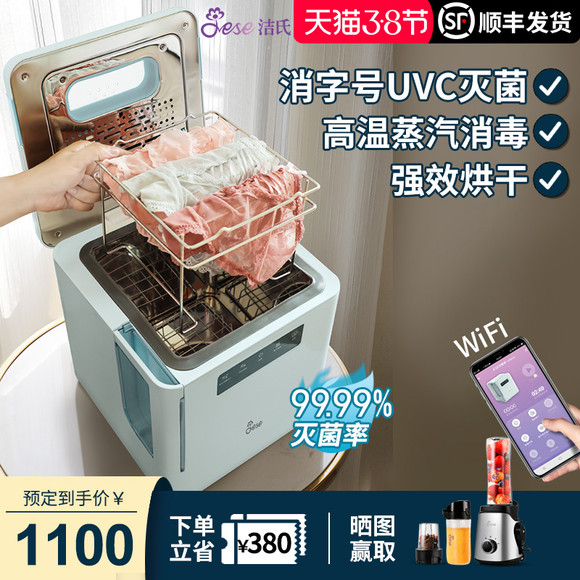 Jese 洁氏
天猫3.8节
SF 顺丰发货
消字号UVC灭菌
高温蒸汽消毒
强效烘干
WiFi
99.99%
灭菌率
Jese
预定到手价¥
1100
下单
立省
¥380
晒图
赢取